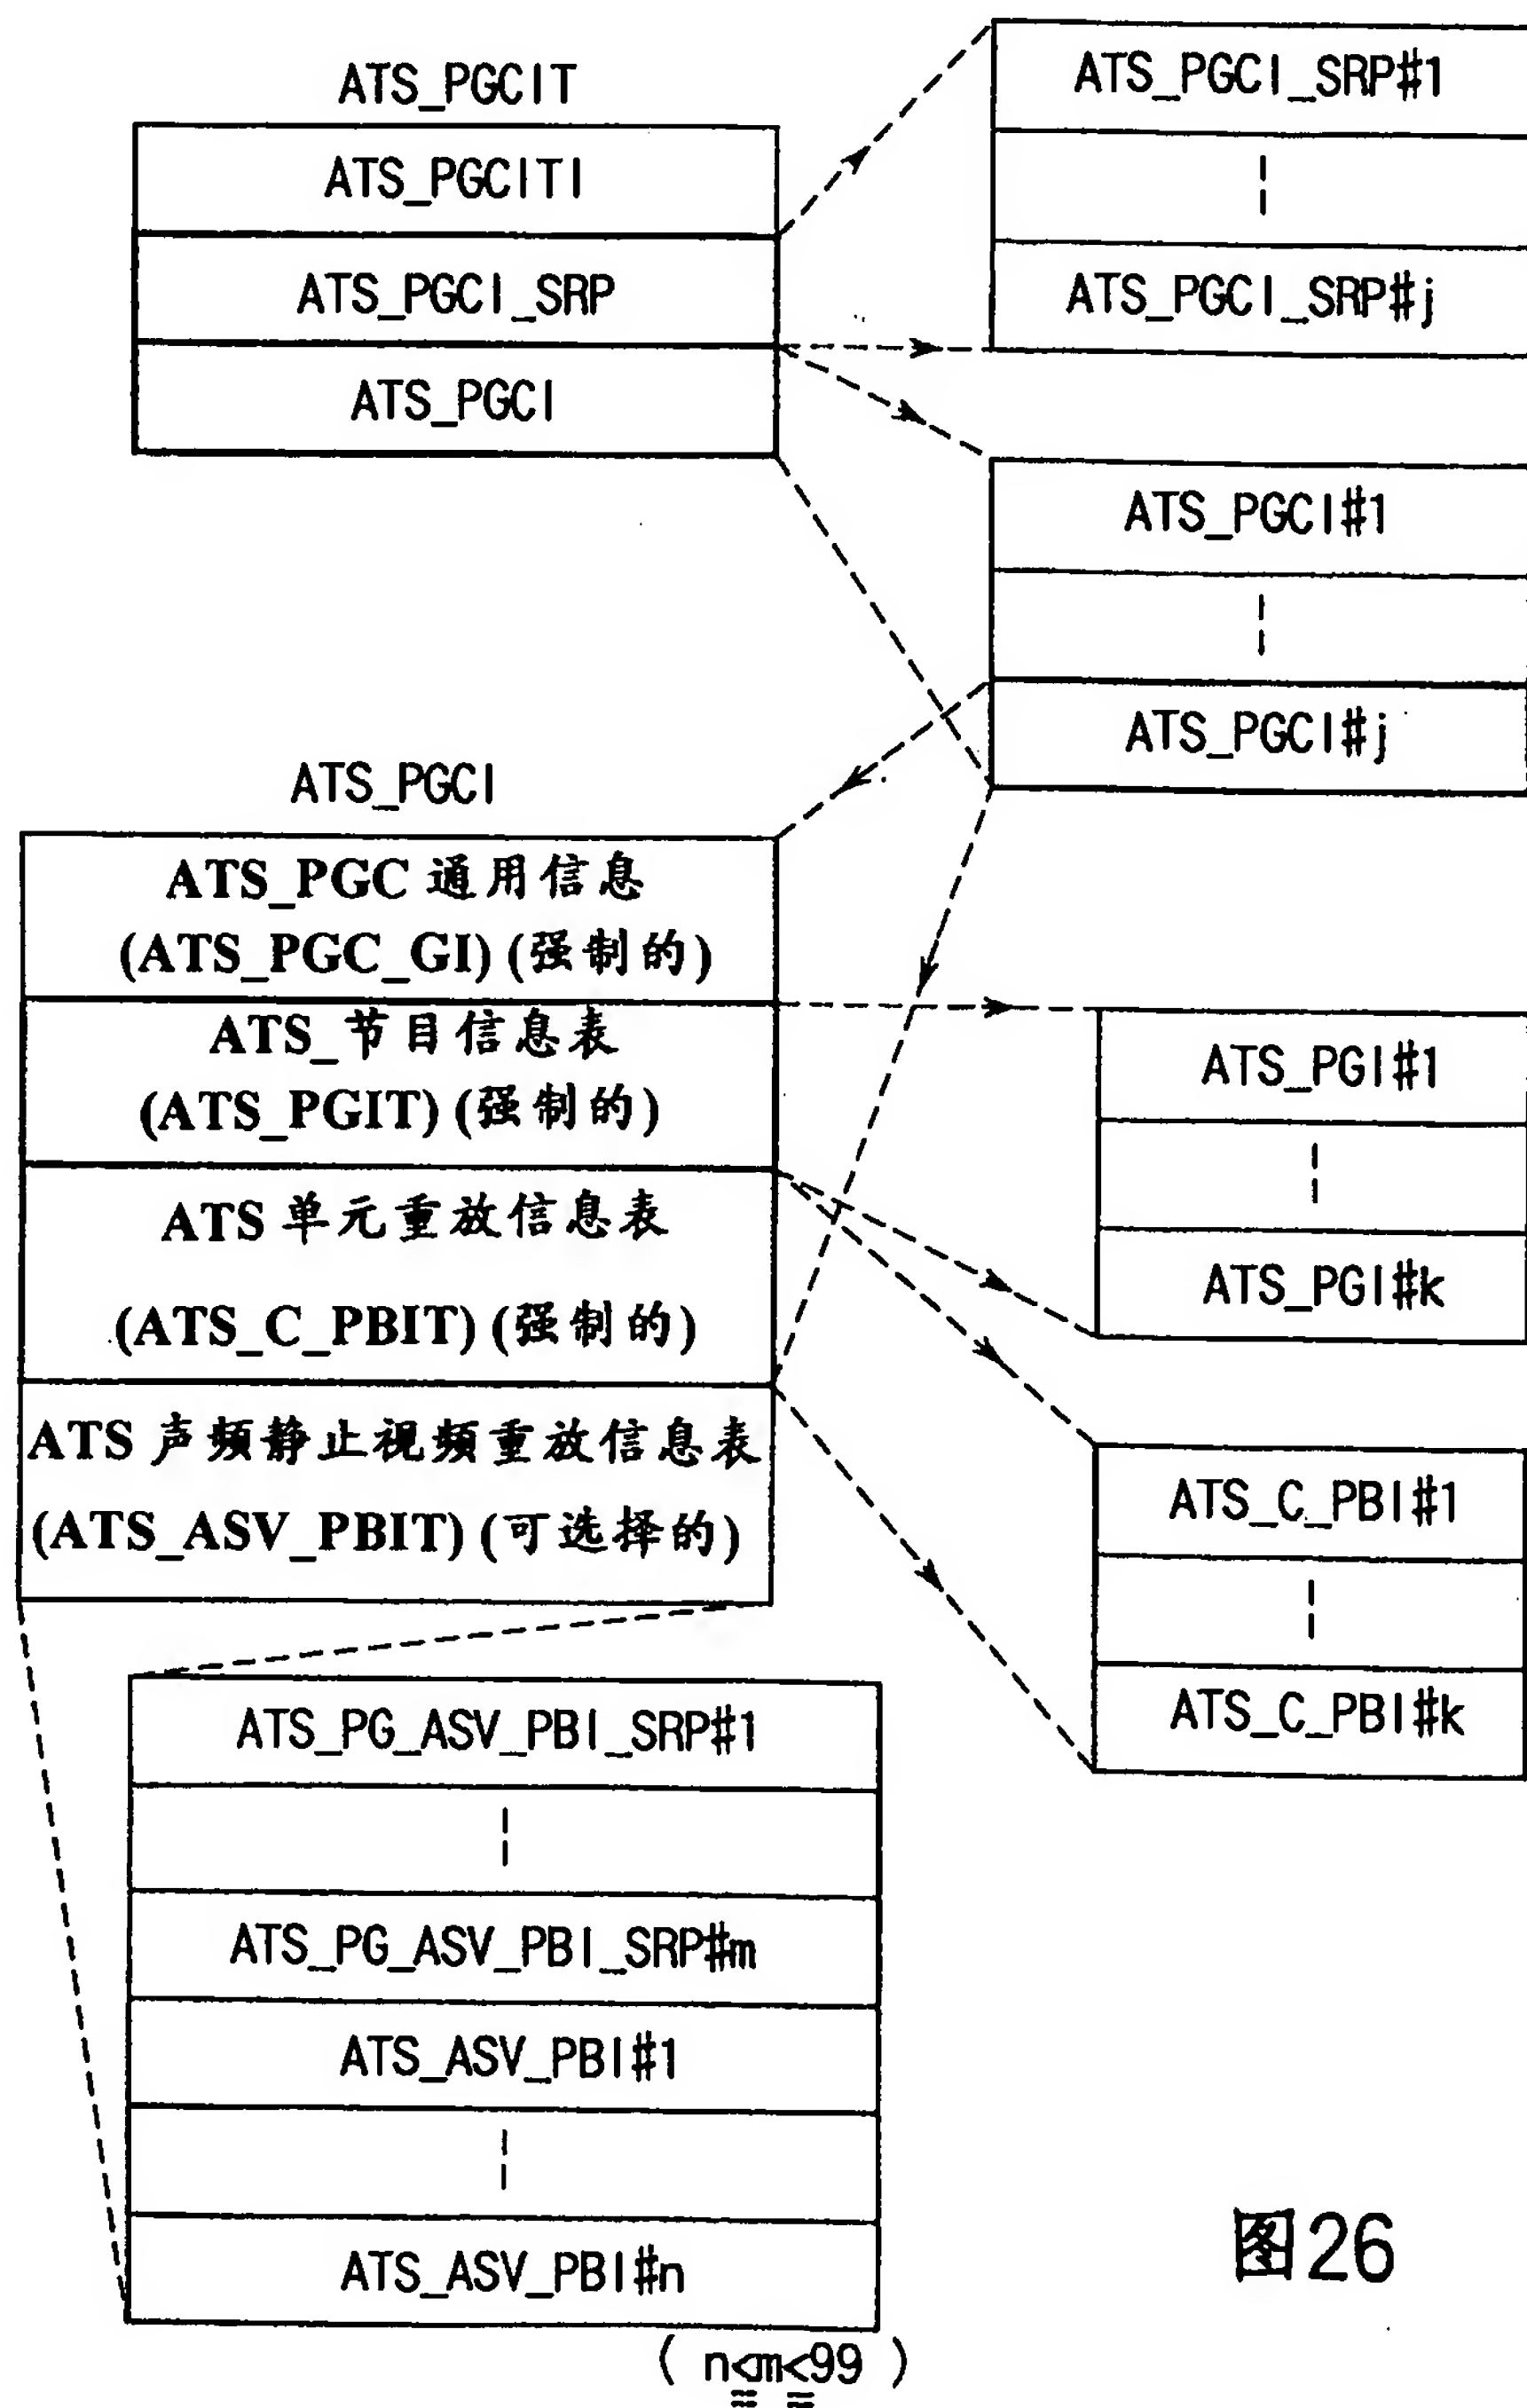 ATS_PGCIT
ATS_PGCITI
ATS_PGCI_SRP
ATS_PGCI
ATS_PGCI_SRP#1
ATS_PGCI_SRP#j
ATS_PGCI#1
ATS_PGCI#j
ATS_PGCI
ATS_PGC 通用信息
(ATS_PGC_GI) (强制的)
ATS_节目信息表
(ATS_PGIT) (强制的)
ATS 单元重放信息表
(ATS_C_PBIT) (强制的)
ATS 声频静止视频重放信息表
(ATS_ASV_PBIT) (可选择的)
ATS_PGI#1
ATS_PGI#k
ATS_C_PBI#1
ATS_C_PBI#k
ATS_PG_ASV_PBI_SRP#1
ATS_PG_ASV_PBI_SRP#m
ATS_ASV_PBI#1
ATS_ASV_PBI#n
(n≦m≦99)
图26